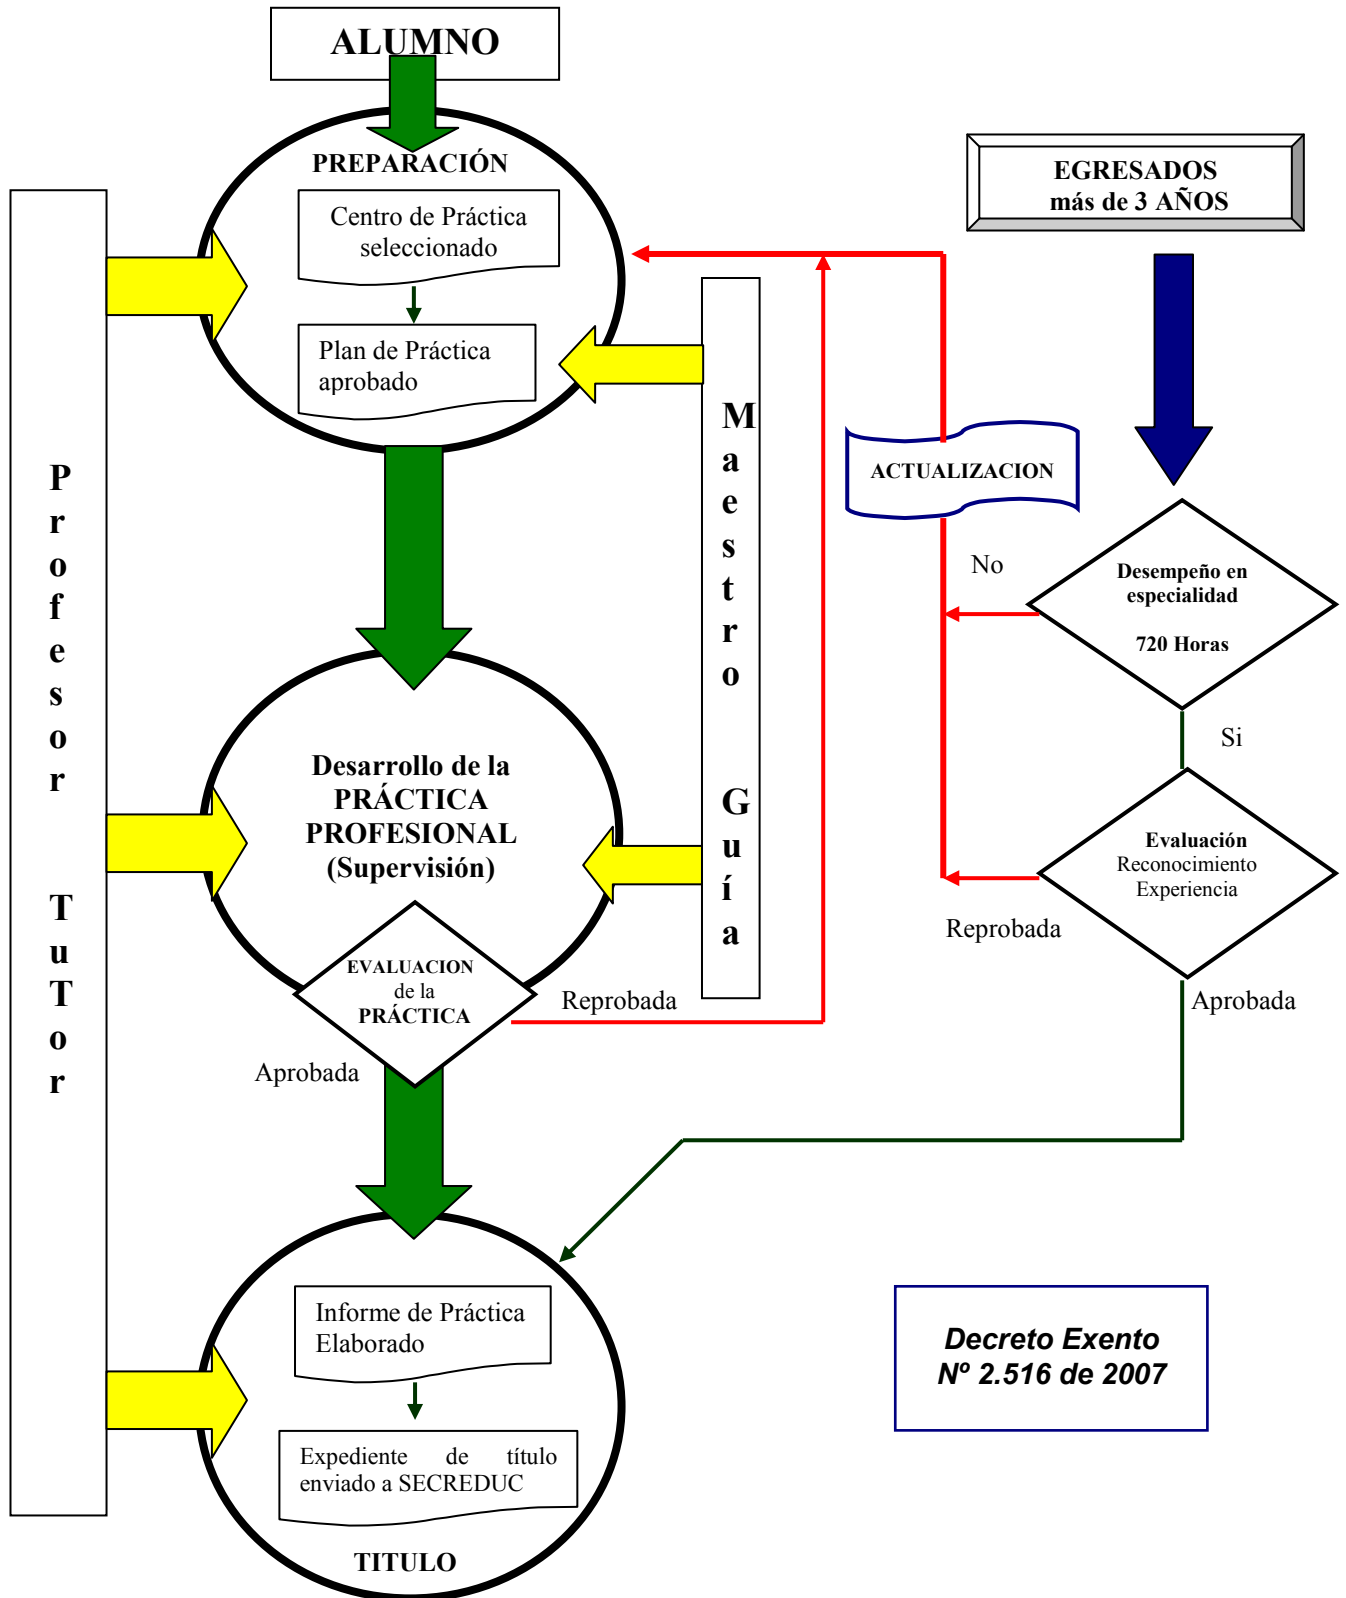 ALUMNO
PREPARACIÓN
Centro de Práctica
seleccionado
Plan de Práctica
aprobado
EGRESADOS
más de 3 AÑOS
Profesor TuTor
Maestro Guía
ACTUALIZACION
No
Desempeño en
especialidad
720 Horas
Si
Desarrollo de la
PRÁCTICA
PROFESIONAL
(Supervisión)
Evaluación
Reconocimiento
Experiencia
Reprobada
Aprobada
EVALUACION
de la
PRÁCTICA
Reprobada
Aprobada
Informe de Práctica
Elaborado
Expediente de título
enviado a SECREDUC
TITULO
Decreto Exento
Nº 2.516 de 2007